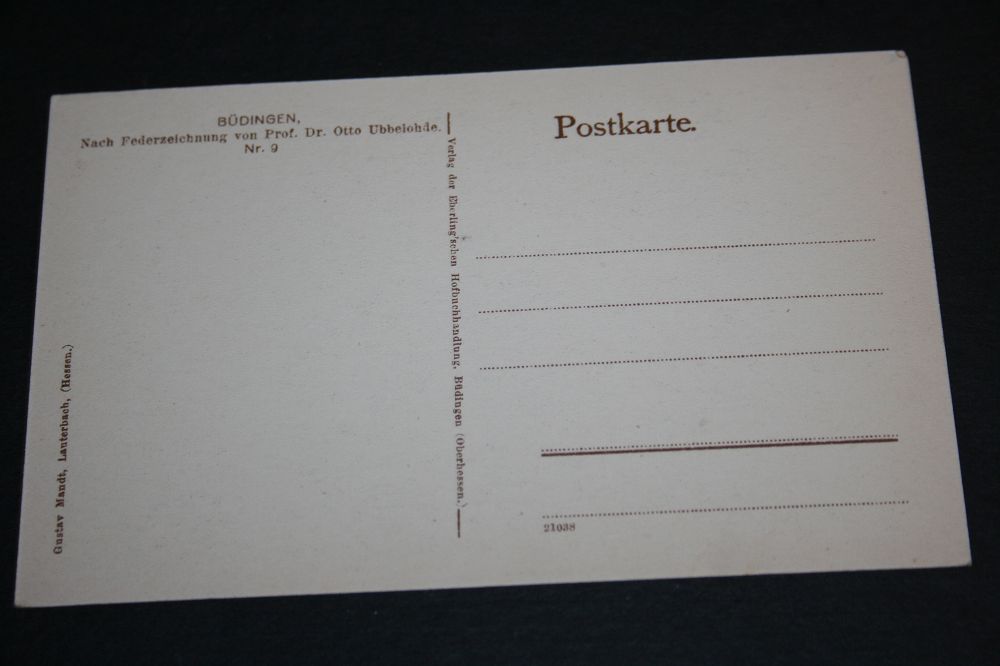 BÜDINGEN,
Nach Federzeichnung von Prof. Dr. Otto Ubbelohde.
Nr. 9
Gustav Mandt, Lauterbach, (Hessen.)
Verlag der Eberling'schen Hofbuchhandlung, Büdingen (Oberhessen.)
Postkarte.
21038